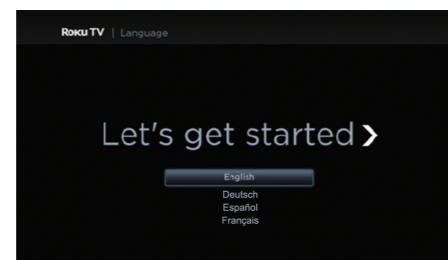 Roku TV | Language
Let's get started
English
Deutsch
Español
Français